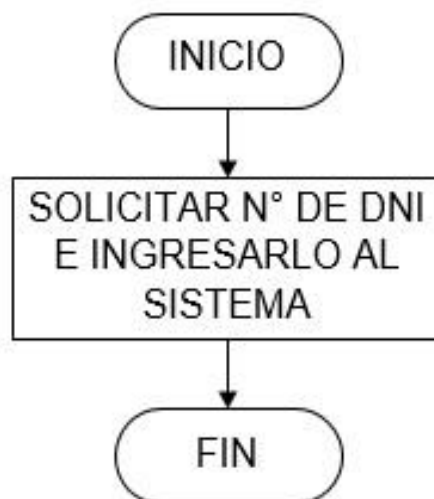 INICIO
SOLICITAR N° DE DNI
E INGRESARLO AL
SISTEMA
FIN